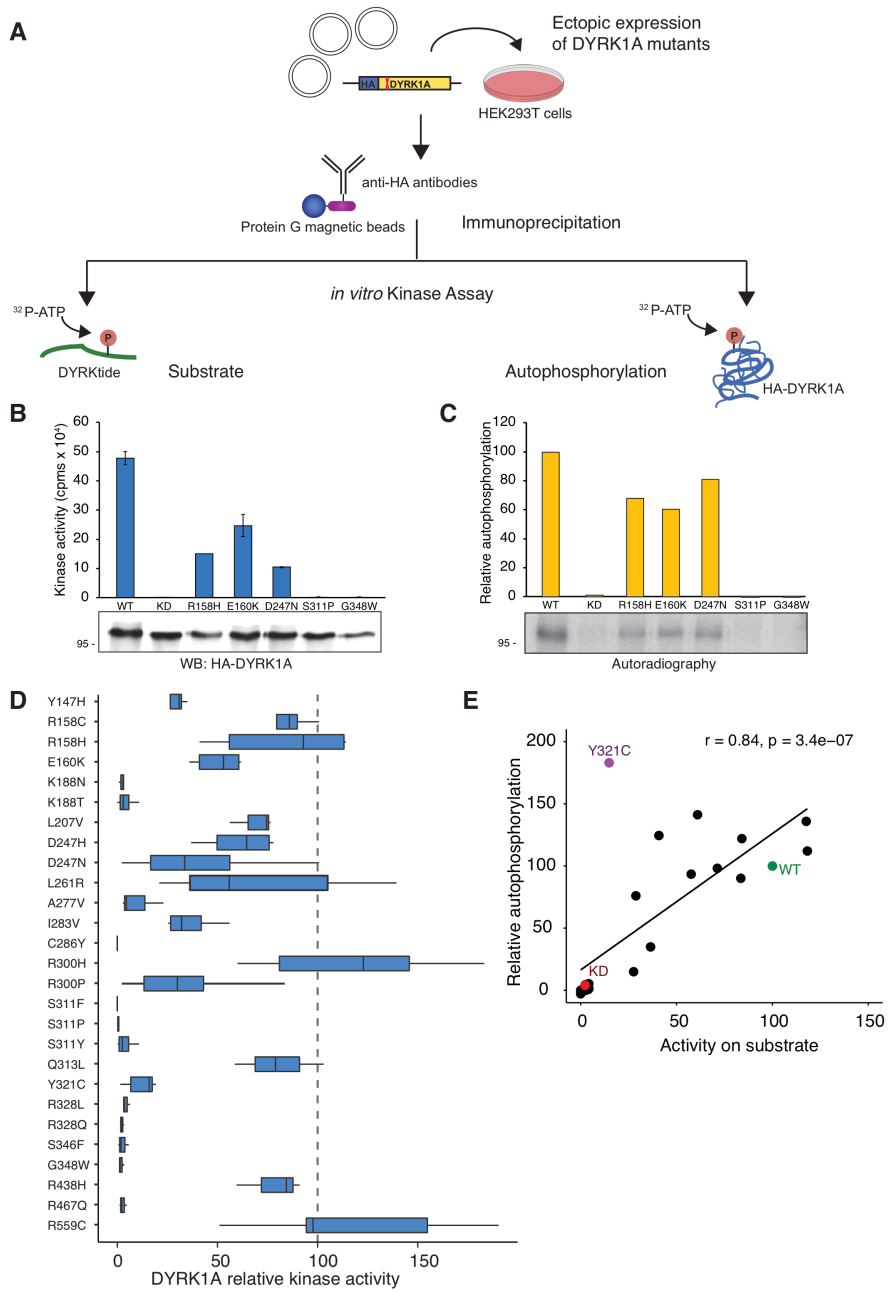 A
Ectopic expression
of DYRK1A mutants
HA DYRK1A
HEK293T cells
anti-HA antibodies
Protein G magnetic beads
Immunoprecipitation
in vitro Kinase Assay
32 P-ATP
P
DYRKtide
Substrate
32 P-ATP
P
HA-DYRK1A
Autophosphorylation
B
Kinase activity (cpms x 10⁴)
60
50
40
30
20
10
0
WT KD R158H E160K D247N S311P G348W
95 -
WB: HA-DYRK1A
C
Relative autophosphorylation
120
100
80
60
40
20
0
WT KD R158H E160K D247N S311P G348W
95 -
Autoradiography
D
Y147H
R158C
R158H
E160K
K188N
K188T
L207V
D247H
D247N
L261R
A277V
I283V
C286Y
R300H
R300P
S311F
S311P
S311Y
Q313L
Y321C
R328L
R328Q
S346F
G348W
R438H
R467Q
R559C
0 50 100 150
DYRK1A relative kinase activity
E
Relative autophosphorylation
200
150
100
50
0
Y321C
r = 0.84, p = 3.4e−07
WT
KD
0 50 100 150
Activity on substrate